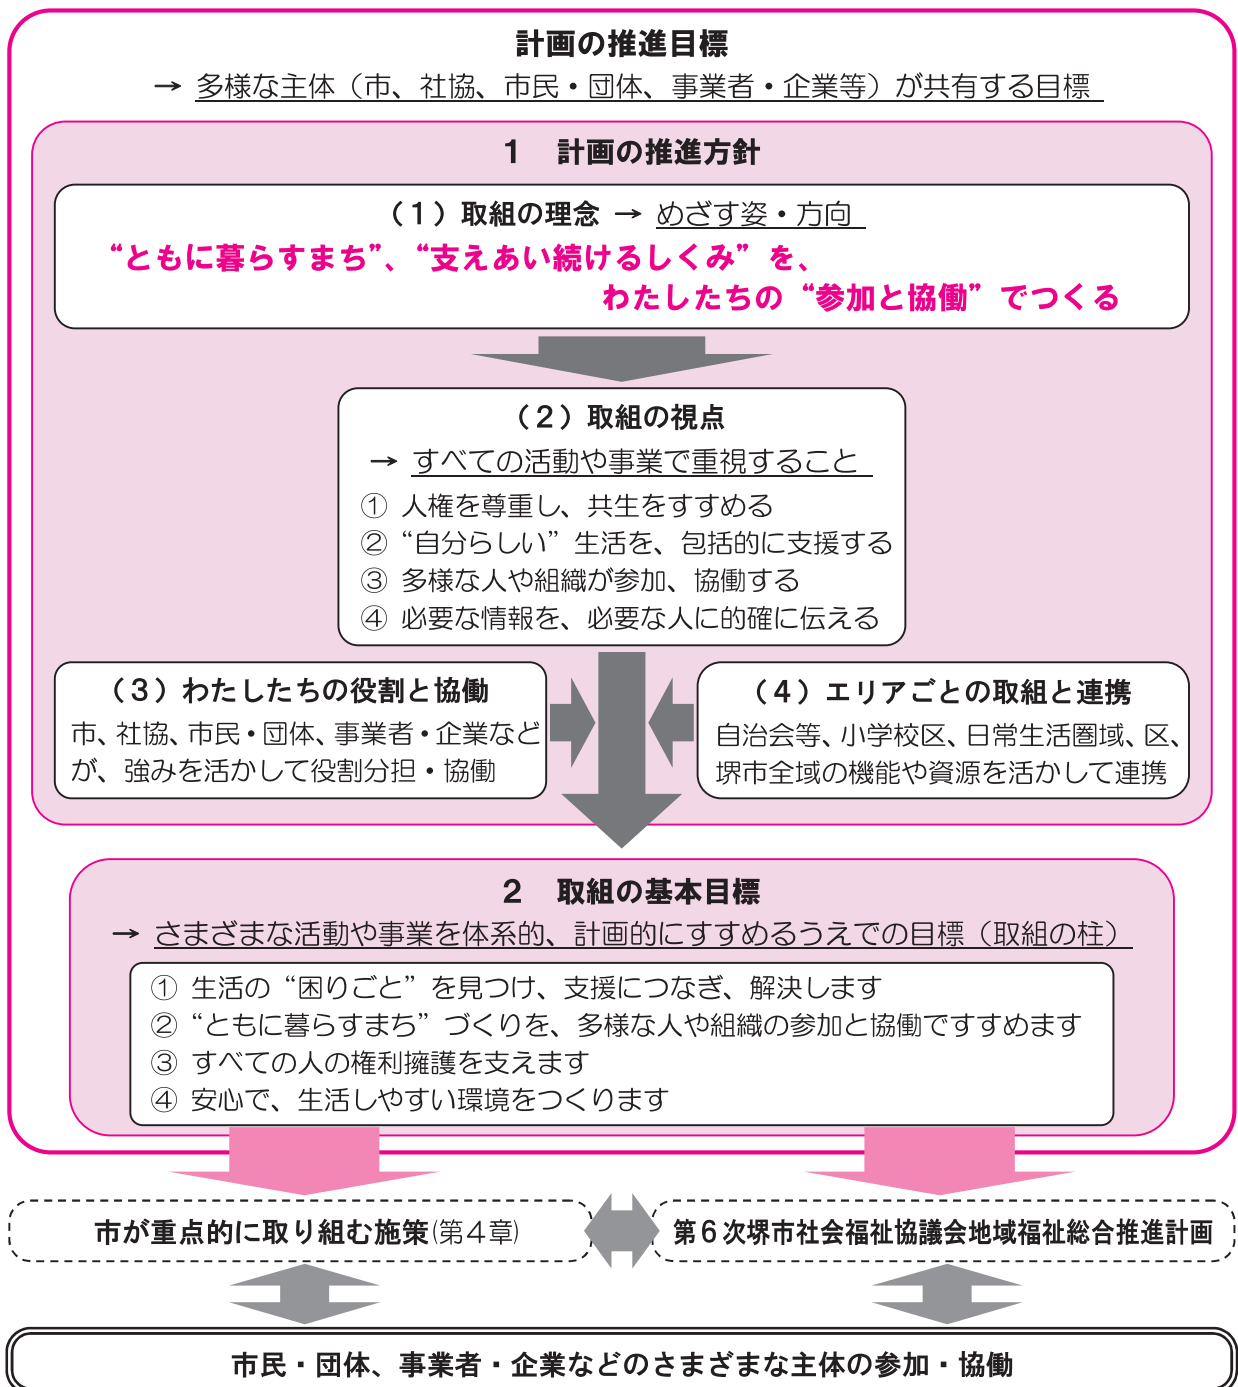 計画の推進目標
→ 多様な主体（市、社協、市民・団体、事業者・企業等）が共有する目標
1 計画の推進方針
（１）取組の理念 → めざす姿・方向
“ともに暮らすまち”、“支えあい続けるしくみ” を、
わたしたちの “参加と協働” でつくる
（２）取組の視点
→ すべての活動や事業で重視すること
① 人権を尊重し、共生をすすめる
② “自分らしい” 生活を、包括的に支援する
③ 多様な人や組織が参加、協働する
④ 必要な情報を、必要な人に的確に伝える
（３）わたしたちの役割と協働
市、社協、市民・団体、事業者・企業など
が、強みを活かして役割分担・協働
（４）エリアごとの取組と連携
自治会等、小学校区、日常生活圏域、区、
堺市全域の機能や資源を活かして連携
2 取組の基本目標
→ さまざまな活動や事業を体系的、計画的にすすめるうえでの目標（取組の柱）
① 生活の “困りごと” を見つけ、支援につなぎ、解決します
② “ともに暮らすまち” づくりを、多様な人や組織の参加と協働ですすめます
③ すべての人の権利擁護を支えます
④ 安心で、生活しやすい環境をつくります
市が重点的に取り組む施策(第４章)
第６次堺市社会福祉協議会地域福祉総合推進計画
市民・団体、事業者・企業などのさまざまな主体の参加・協働